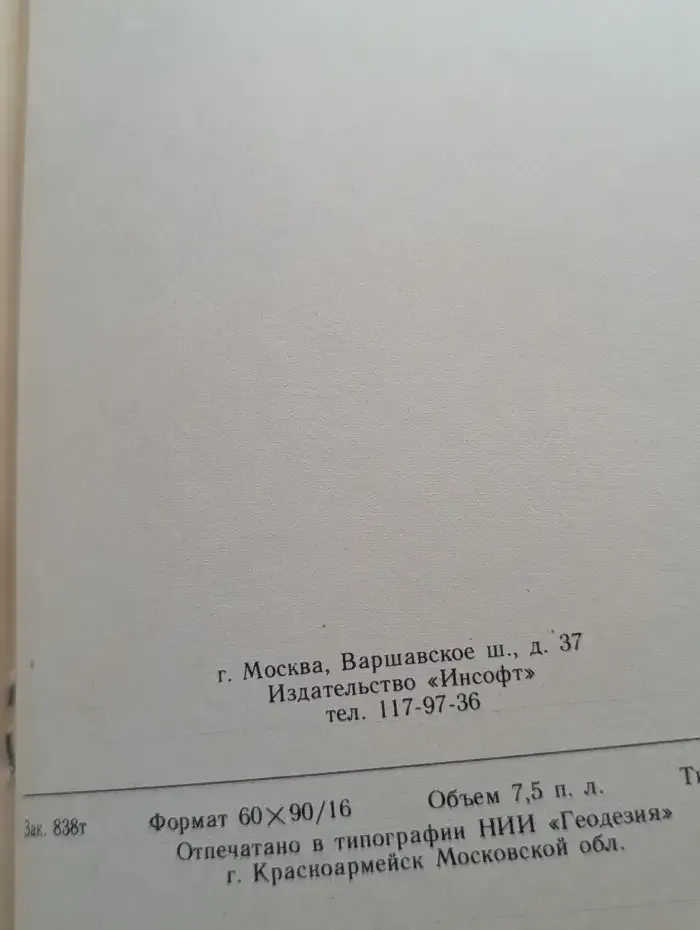 г. Москва, Варшавское ш., д. 37
Издательство «Инсофт»
тел. 117-97-36
Зак. 838т Формат 60×90/16 Объем 7,5 п. л.
Отпечатано в типографии НИИ «Геодезия»
г. Красноармейск Московской обл.